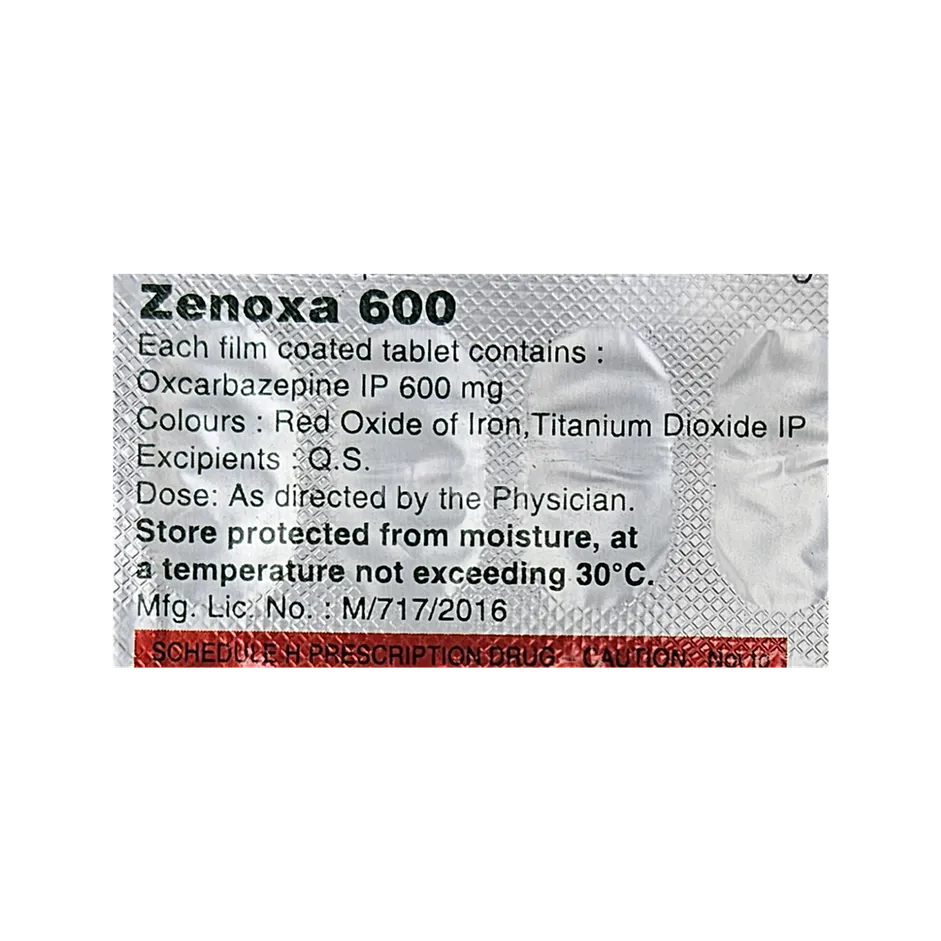 Zenoxa 600
Each film coated tablet contains :
Oxcarbazepine IP 600 mg
Colours : Red Oxide of Iron,Titanium Dioxide IP
Excipients : Q.S.
Dose: As directed by the Physician.
Store protected from moisture, at
a temperature not exceeding 30°C.
Mfg. Lic. No. : M/717/2016
SCHEDULE H PRESCRIPTION DRUG - CAUTION Not to